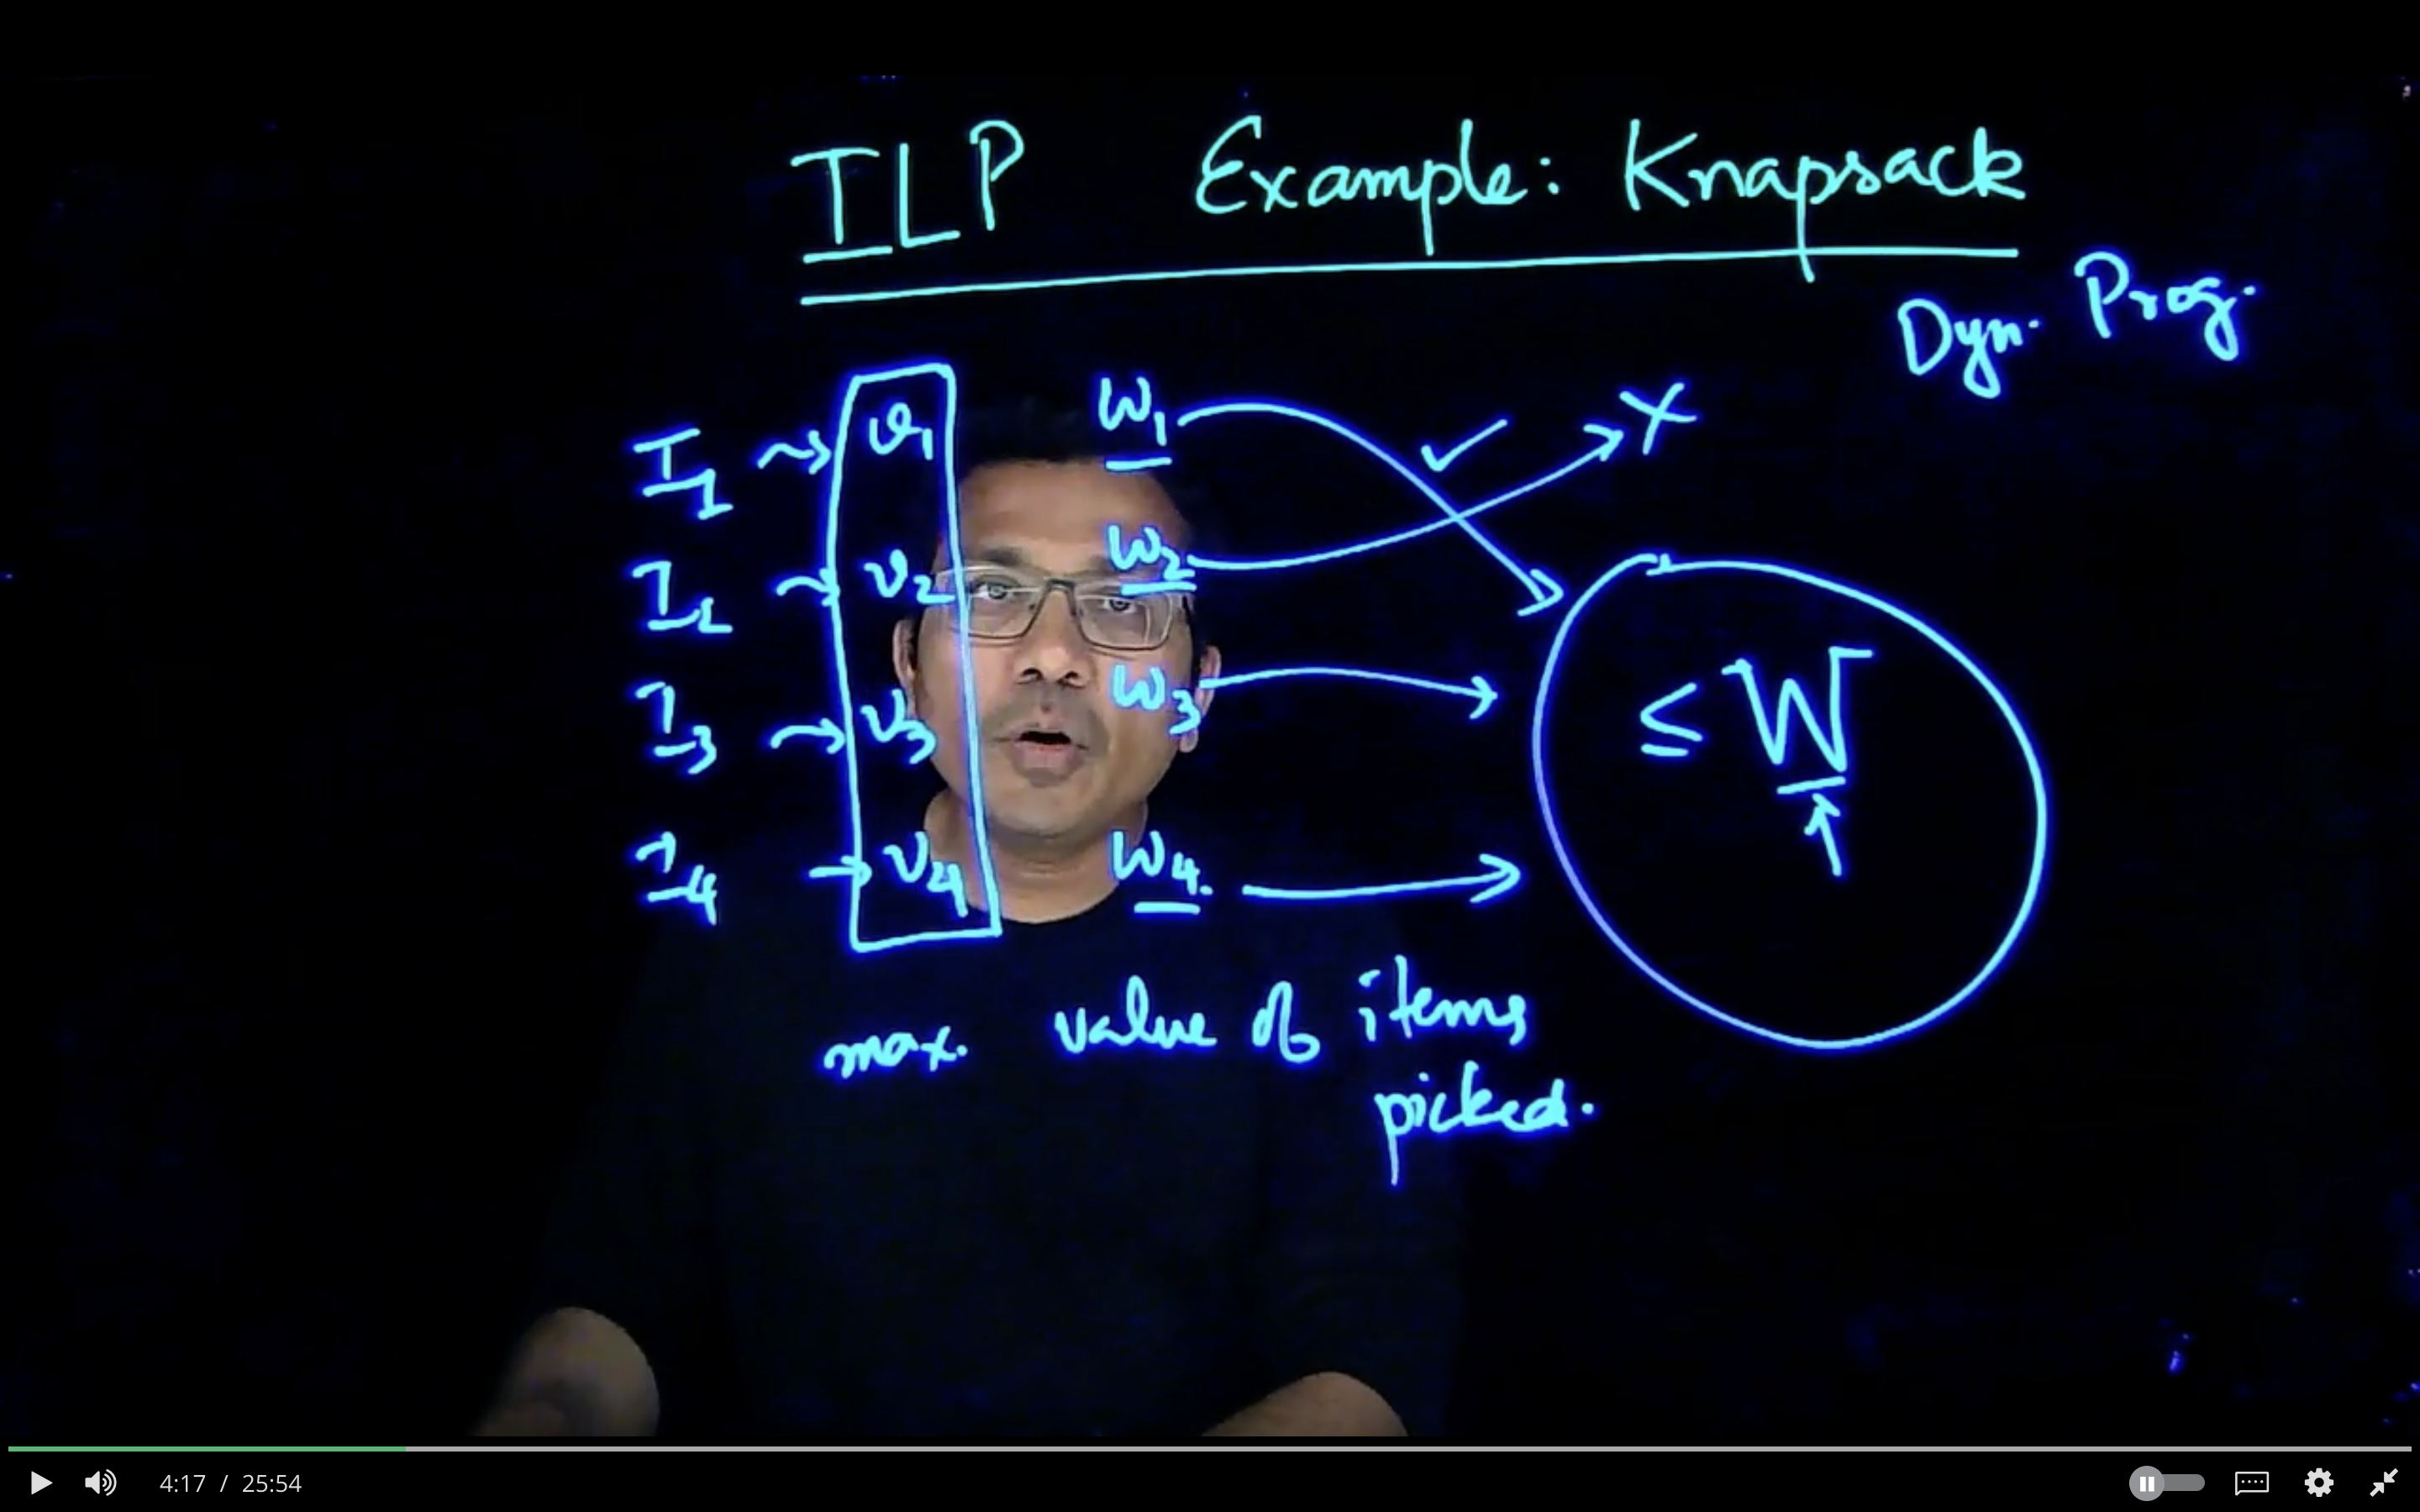 ILP Example: Knapsack
Dyn. Prog.
I1 v1 w1 ✓ X
I2 v2 w2
I3 v3 w3 ≤ W
I4 v4 w4.
max. value of items
picked.
4:17 / 25:54